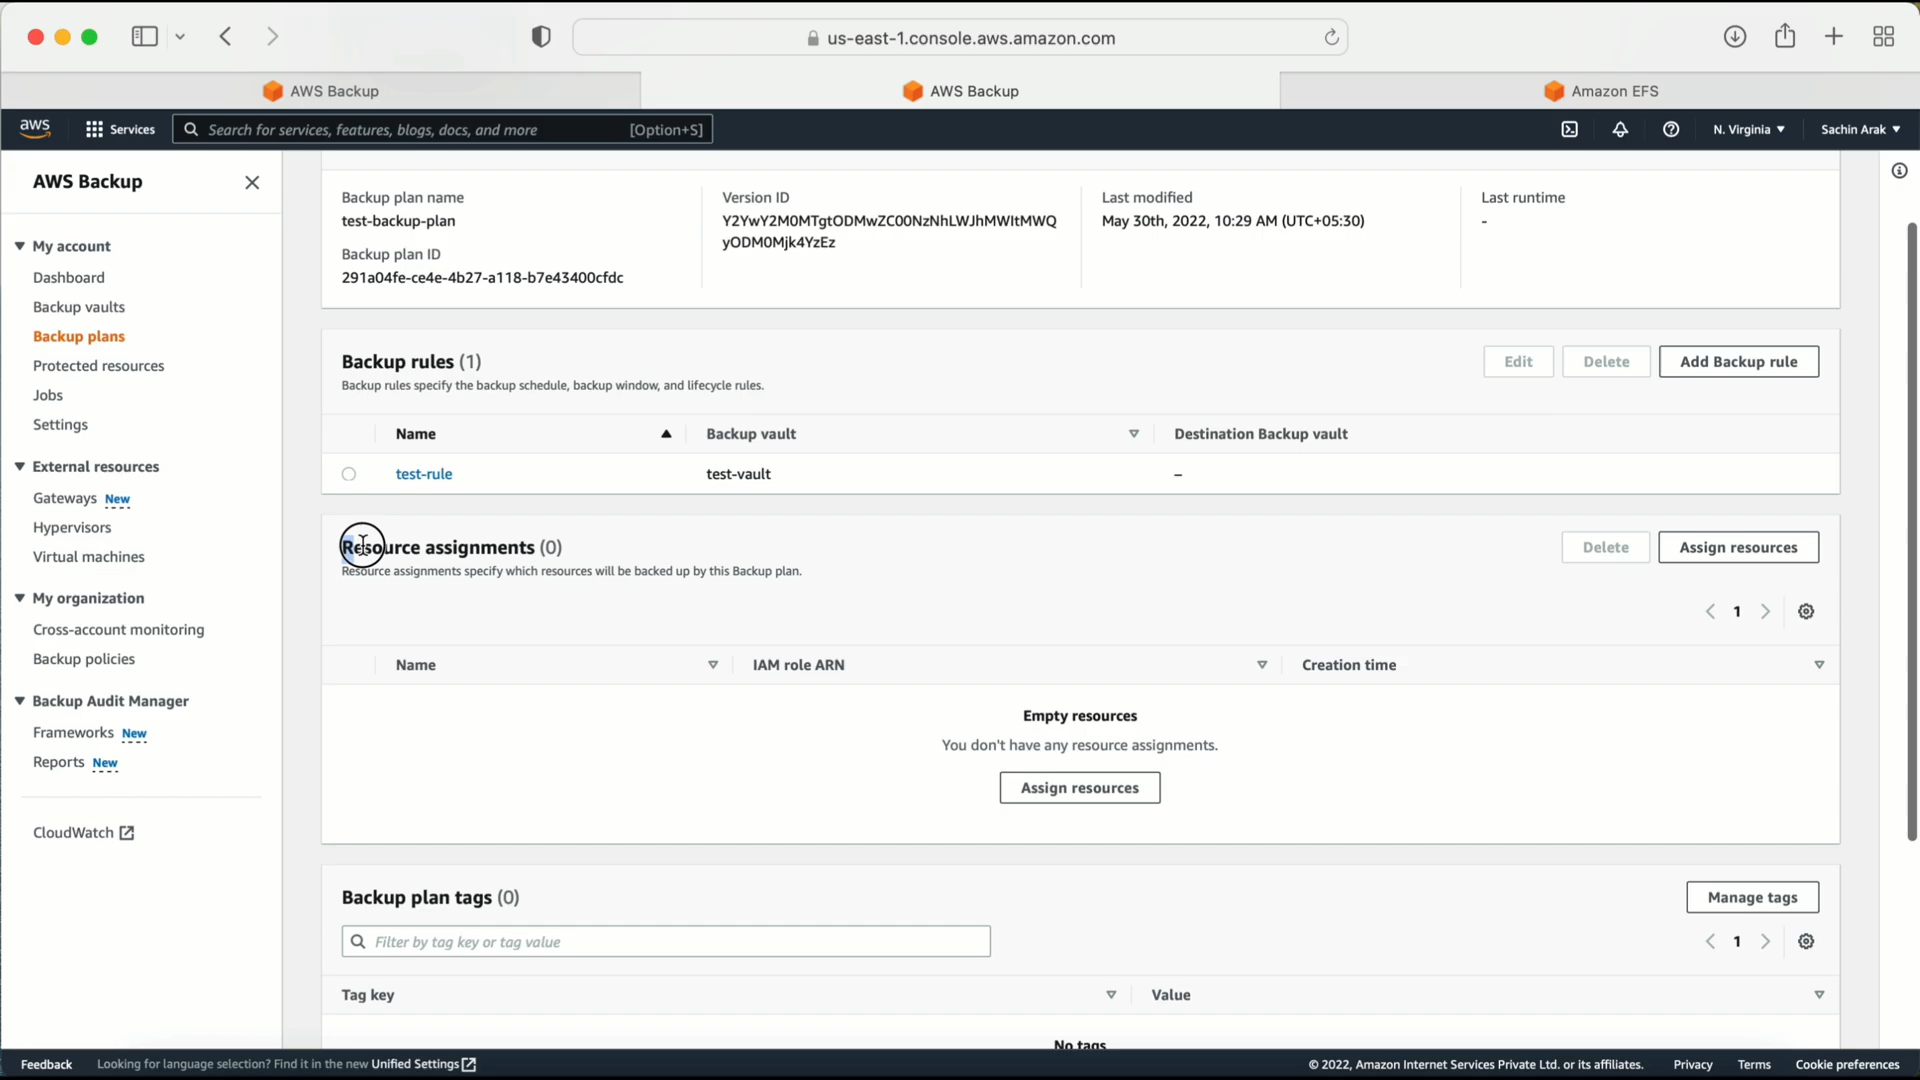 us-east-1.console.aws.amazon.com
AWS Backup
AWS Backup
Amazon EFS
aws
Services
Search for services, features, blogs, docs, and more [Option+S]
N. Virginia
Sachin Arak
AWS Backup
My account
Dashboard
Backup vaults
Backup plans
Protected resources
Jobs
Settings
External resources
Gateways New
Hypervisors
Virtual machines
My organization
Cross-account monitoring
Backup policies
Backup Audit Manager
Frameworks New
Reports New
CloudWatch
Backup plan name
test-backup-plan
Backup plan ID
291a04fe-ce4e-4b27-a118-b7e43400cfdc
Version ID
Y2YwY2M0MTgtODMwZC00NzNhLWJhMWItMWQ
yODM0Mjk4YzEz
Last modified
May 30th, 2022, 10:29 AM (UTC+05:30)
Last runtime
-
Backup rules (1)
Backup rules specify the backup schedule, backup window, and lifecycle rules.
Edit
Delete
Add Backup rule
Name Backup vault Destination Backup vault
test-rule test-vault –
Resource assignments (0)
Resource assignments specify which resources will be backed up by this Backup plan.
Delete
Assign resources
1
Name IAM role ARN Creation time
Empty resources
You don't have any resource assignments.
Assign resources
Backup plan tags (0)
Manage tags
Filter by tag key or tag value
1
Tag key Value
No tags
Feedback
Looking for language selection? Find it in the new Unified Settings
© 2022, Amazon Internet Services Private Ltd. or its affiliates.
Privacy
Terms
Cookie preferences